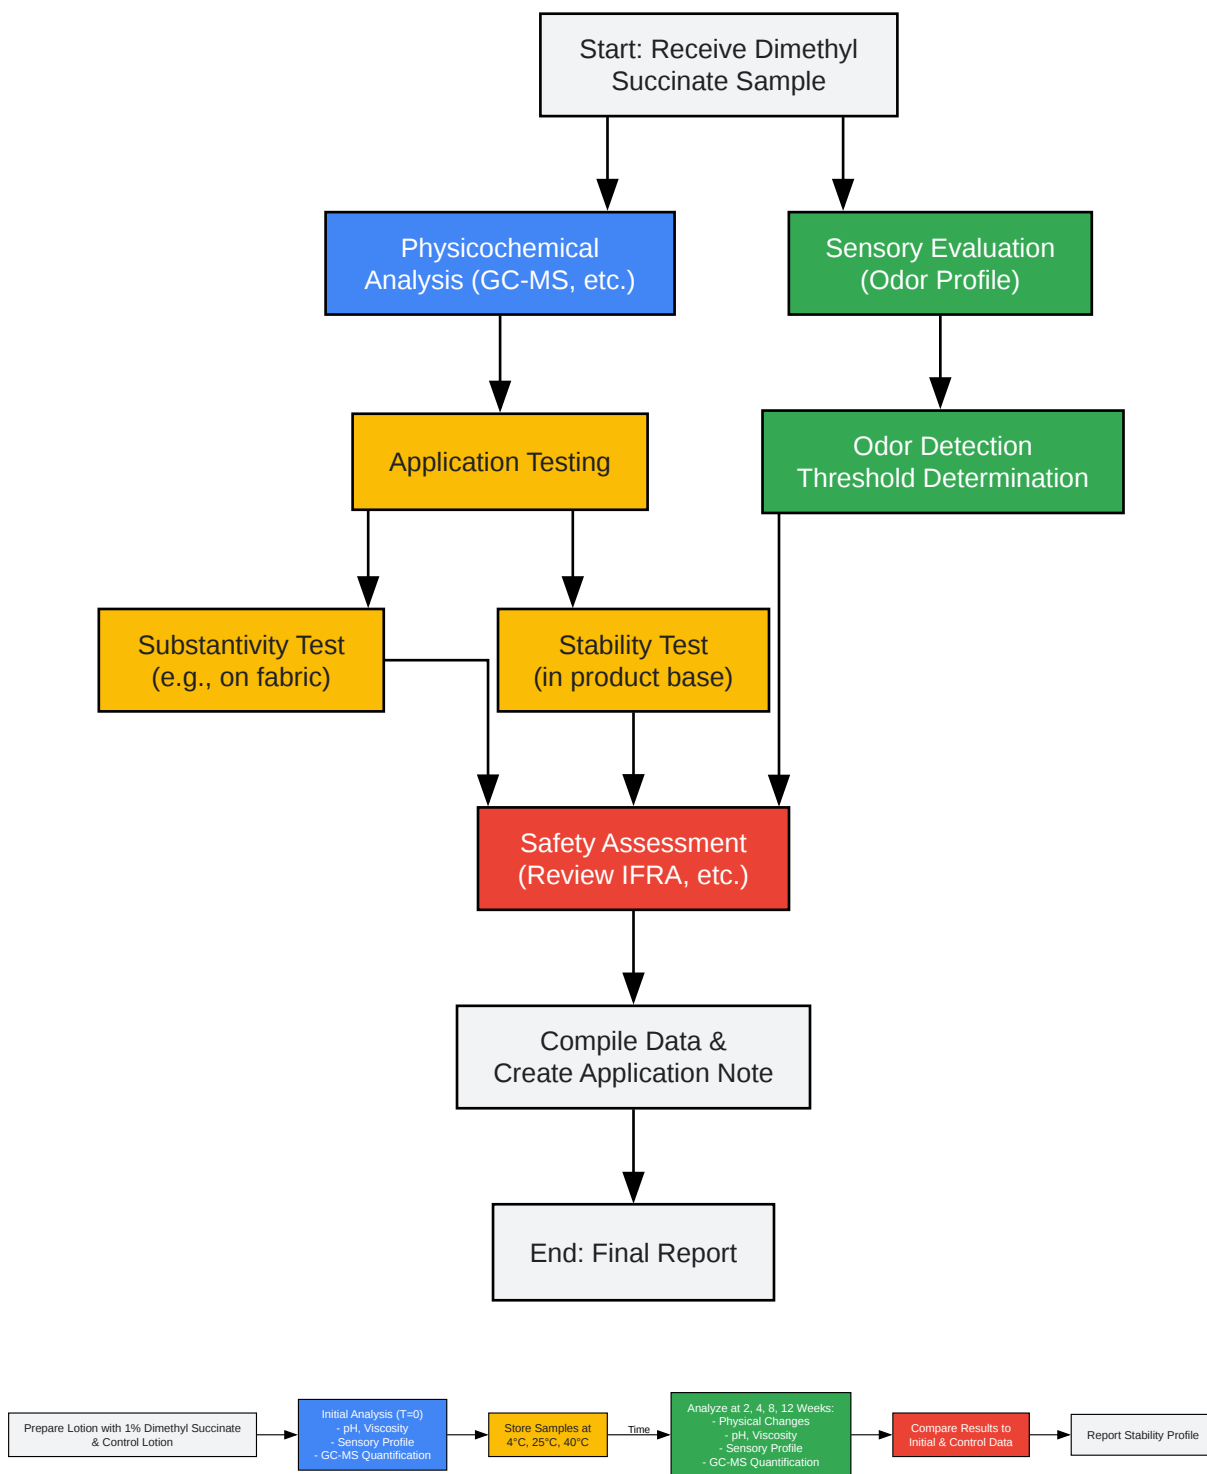 Start: Receive Dimethyl
Succinate Sample
Physicochemical
Analysis (GC-MS, etc.)
Sensory Evaluation
(Odor Profile)
Application Testing
Odor Detection
Threshold Determination
Substantivity Test
(e.g., on fabric)
Stability Test
(in product base)
Safety Assessment
(Review IFRA, etc.)
Compile Data &
Create Application Note
End: Final Report
Prepare Lotion with 1% Dimethyl Succinate
& Control Lotion
Initial Analysis (T=0)
- pH, Viscosity
- Sensory Profile
- GC-MS Quantification
Store Samples at
4°C, 25°C, 40°C
Time
Analyze at 2, 4, 8, 12 Weeks:
- Physical Changes
- pH, Viscosity
- Sensory Profile
- GC-MS Quantification
Compare Results to
Initial & Control Data
Report Stability Profile